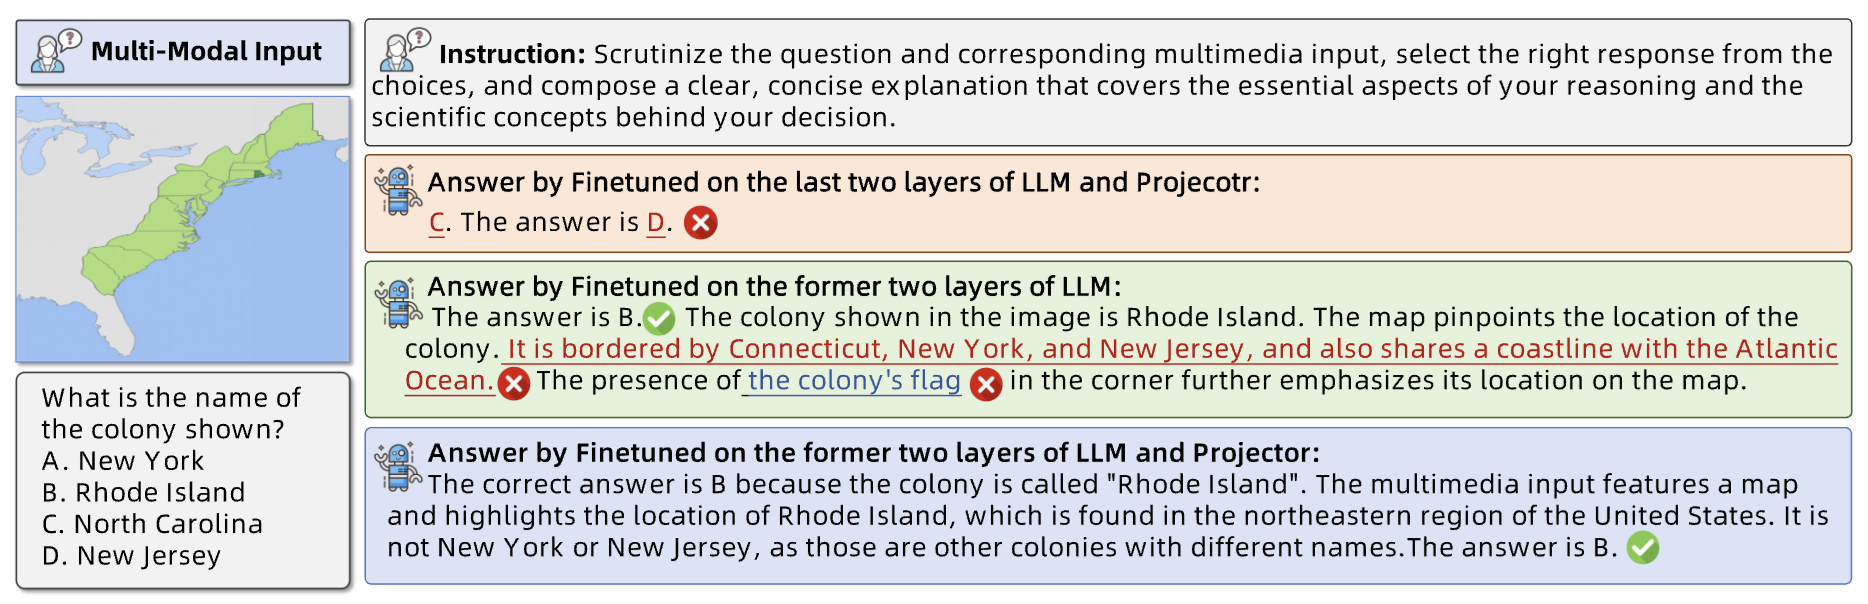 Multi-Modal Input
What is the name of
the colony shown?
A. New York
B. Rhode Island
C. North Carolina
D. New Jersey
Instruction: Scrutinize the question and corresponding multimedia input, select the right response from the
choices, and compose a clear, concise explanation that covers the essential aspects of your reasoning and the
scientific concepts behind your decision.
Answer by Finetuned on the last two layers of LLM and Projecotr:
C. The answer is D.
Answer by Finetuned on the former two layers of LLM:
The answer is B. The colony shown in the image is Rhode Island. The map pinpoints the location of the
colony. It is bordered by Connecticut, New York, and New Jersey, and also shares a coastline with the Atlantic
Ocean. The presence of the colony's flag in the corner further emphasizes its location on the map.
Answer by Finetuned on the former two layers of LLM and Projector:
The correct answer is B because the colony is called "Rhode Island". The multimedia input features a map
and highlights the location of Rhode Island, which is found in the northeastern region of the United States. It is
not New York or New Jersey, as those are other colonies with different names.The answer is B.